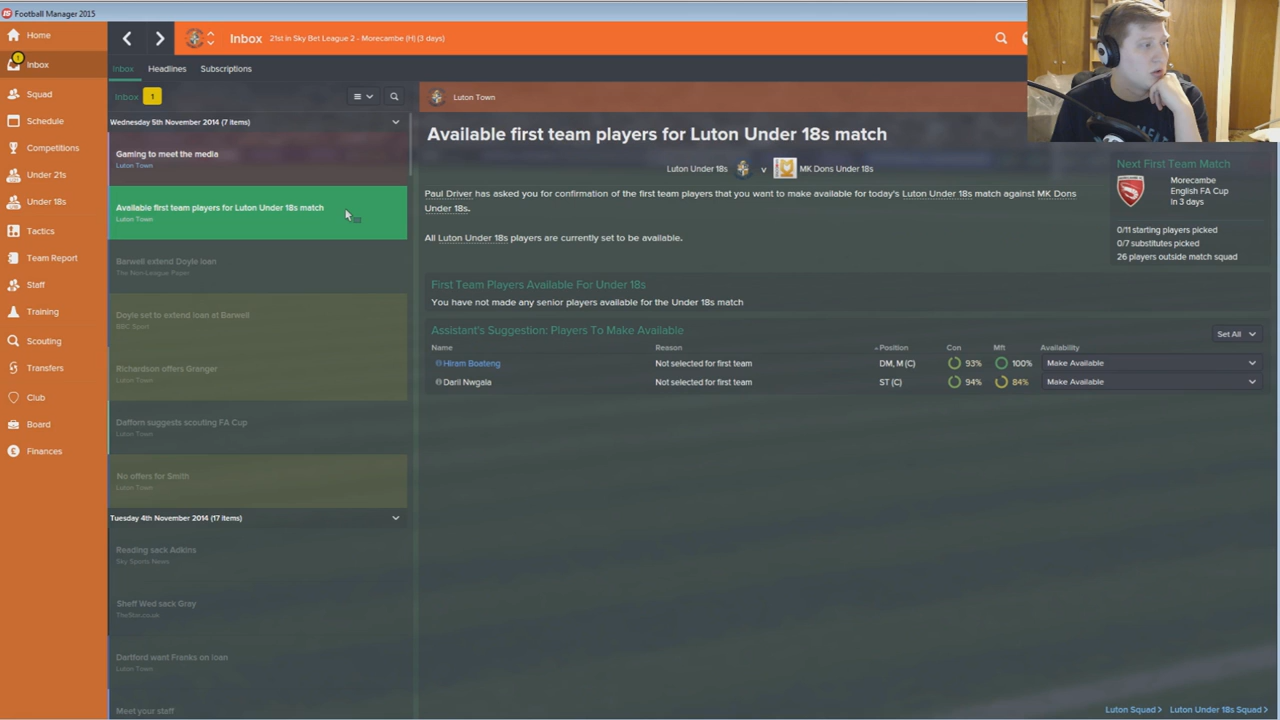 Football Manager 2015
Home
Inbox
Squad
Schedule
Competitions
Under 21s
Under 18s
Tactics
Team Report
Staff
Training
Scouting
Transfers
Club
Board
Finances
Inbox 21st in Sky Bet League 2 - Morecambe (H) (3 days)
Inbox Headlines Subscriptions
Inbox 1
Wednesday 5th November 2014 (7 items)
Gaming to meet the media
Luton Town
Available first team players for Luton Under 18s match
Luton Town
Barwell extend Doyle loan
The Non-League Paper
Doyle set to extend loan at Barwell
BBC Sport
Richardson offers Granger
Luton Town
Deffom suggests scouting FA Cup
Luton Town
No offers for Smith
Luton Town
Tuesday 4th November 2014 (17 items)
Reading sack Adkins
Sky Sports News
Sheff Wed sack Gray
TheStar.co.uk
Dartford want Franks on loan
Luton Town
Meet your staff
Luton Town
Available first team players for Luton Under 18s match
Luton Under 18s v MK Dons Under 18s
Paul Driver has asked you for confirmation of the first team players that you want to make available for today's Luton Under 18s match against MK Dons
Under 18s.
All Luton Under 18s players are currently set to be available.
First Team Players Available For Under 18s
You have not made any senior players available for the Under 18s match
Assistant's Suggestion: Players To Make Available
Set All
Name Reason Position Con Mft Availability
Hiram Boateng Not selected for first team DM, M (C) 93% 100% Make Available
Daril Nwgala Not selected for first team ST (C) 94% 84% Make Available
Next First Team Match
Morecambe
English FA Cup
In 3 days
0/11 starting players picked
0/7 substitutes picked
26 players outside match squad
Luton Squad > Luton Under 18s Squad >